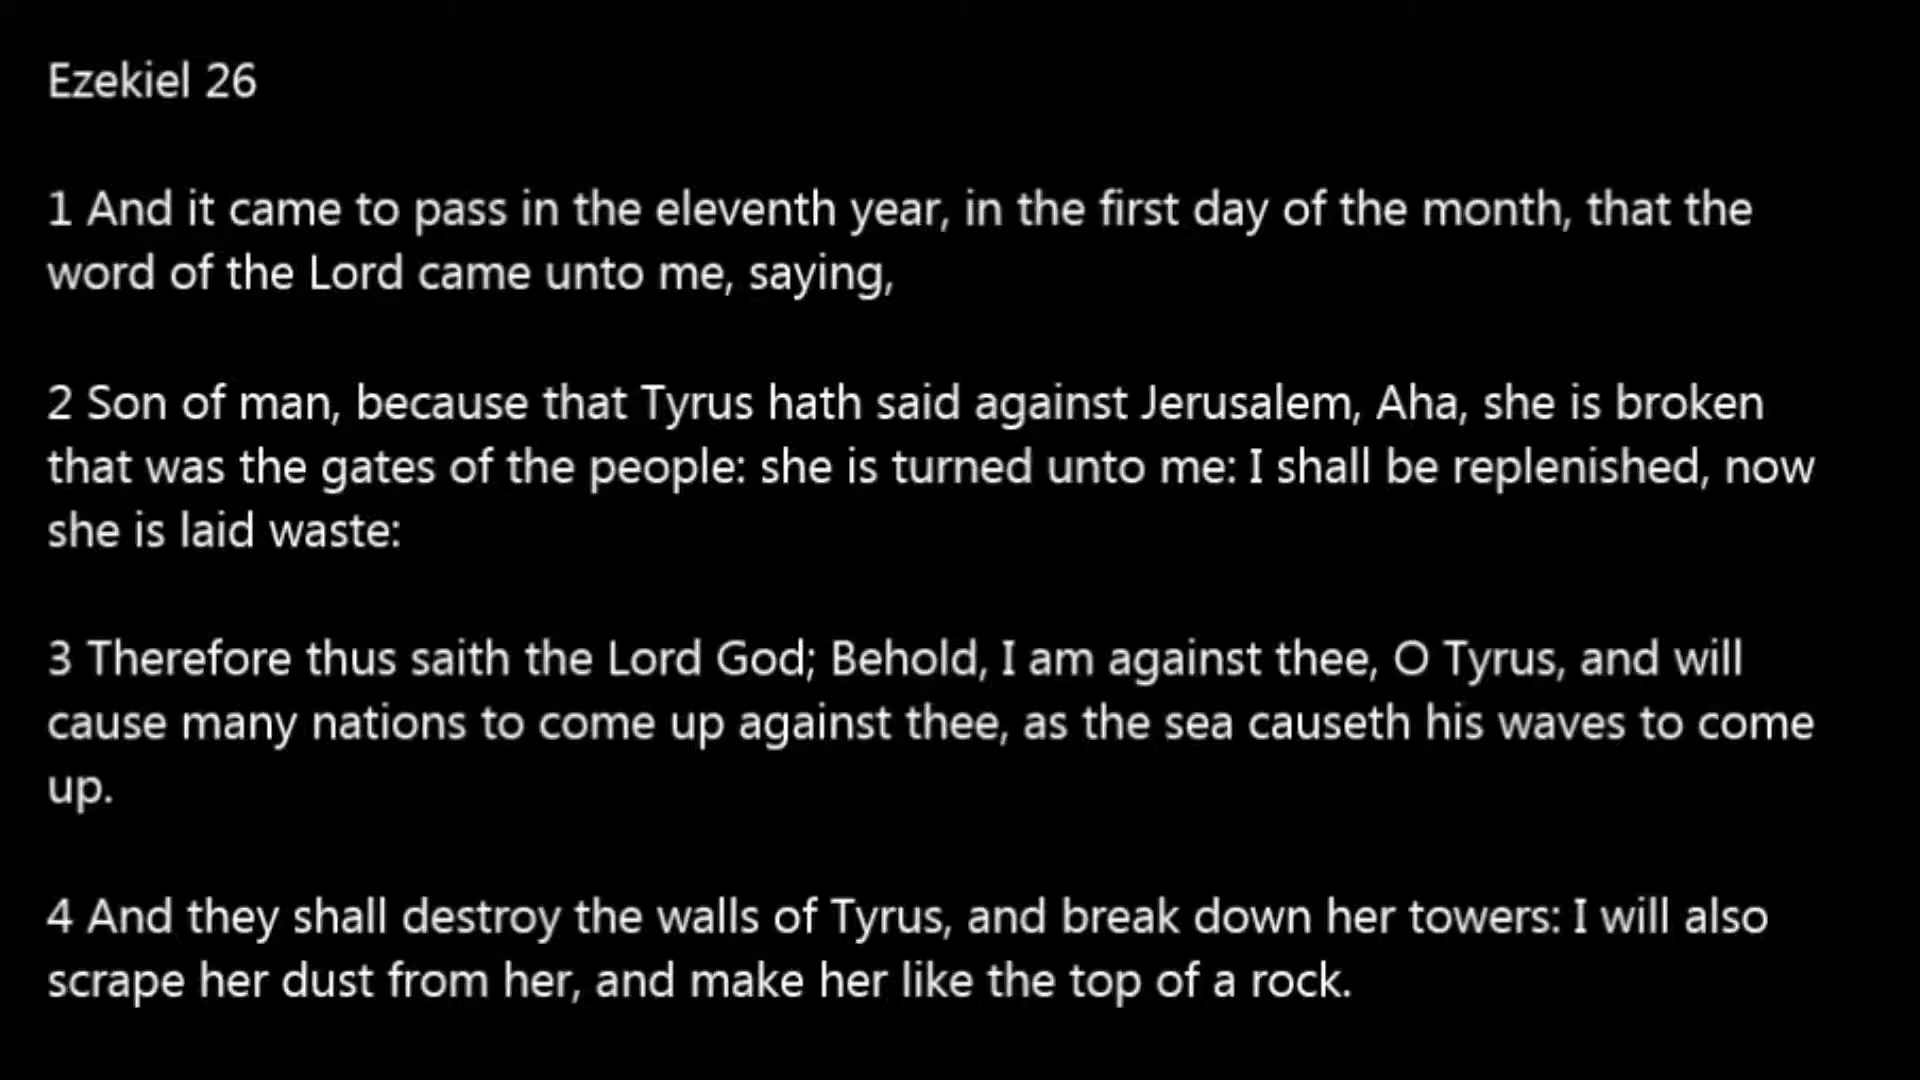 Ezekiel 26
1 And it came to pass in the eleventh year, in the first day of the month, that the
word of the Lord came unto me, saying,
2 Son of man, because that Tyrus hath said against Jerusalem, Aha, she is broken
that was the gates of the people: she is turned unto me: I shall be replenished, now
she is laid waste:
3 Therefore thus saith the Lord God; Behold, I am against thee, O Tyrus, and will
cause many nations to come up against thee, as the sea causeth his waves to come
up.
4 And they shall destroy the walls of Tyrus, and break down her towers: I will also
scrape her dust from her, and make her like the top of a rock.